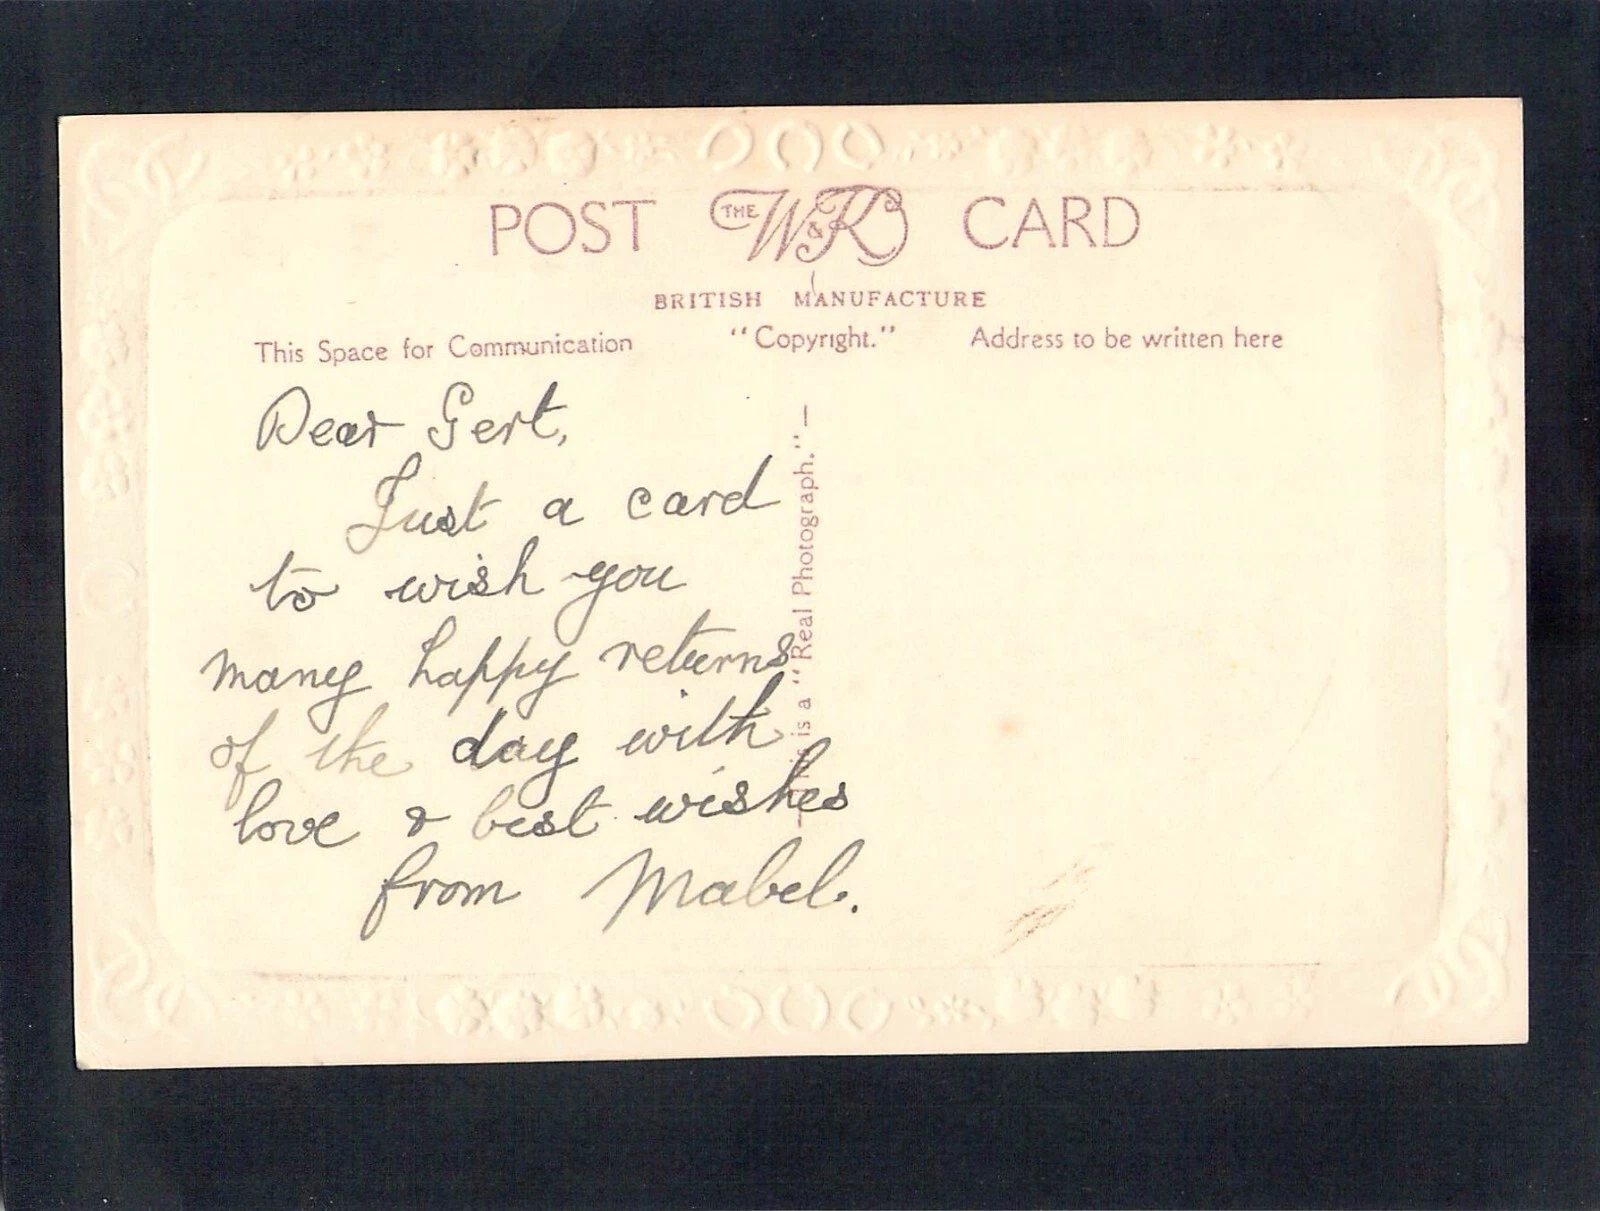 POST THE W & K CARD
BRITISH MANUFACTURE
This Space for Communication
"Copyright."
Address to be written here
Dear Gert,
Just a card
to wish you
many happy returns
of the day with
love & best wishes
from Mabel.
is a "Real Photograph."—